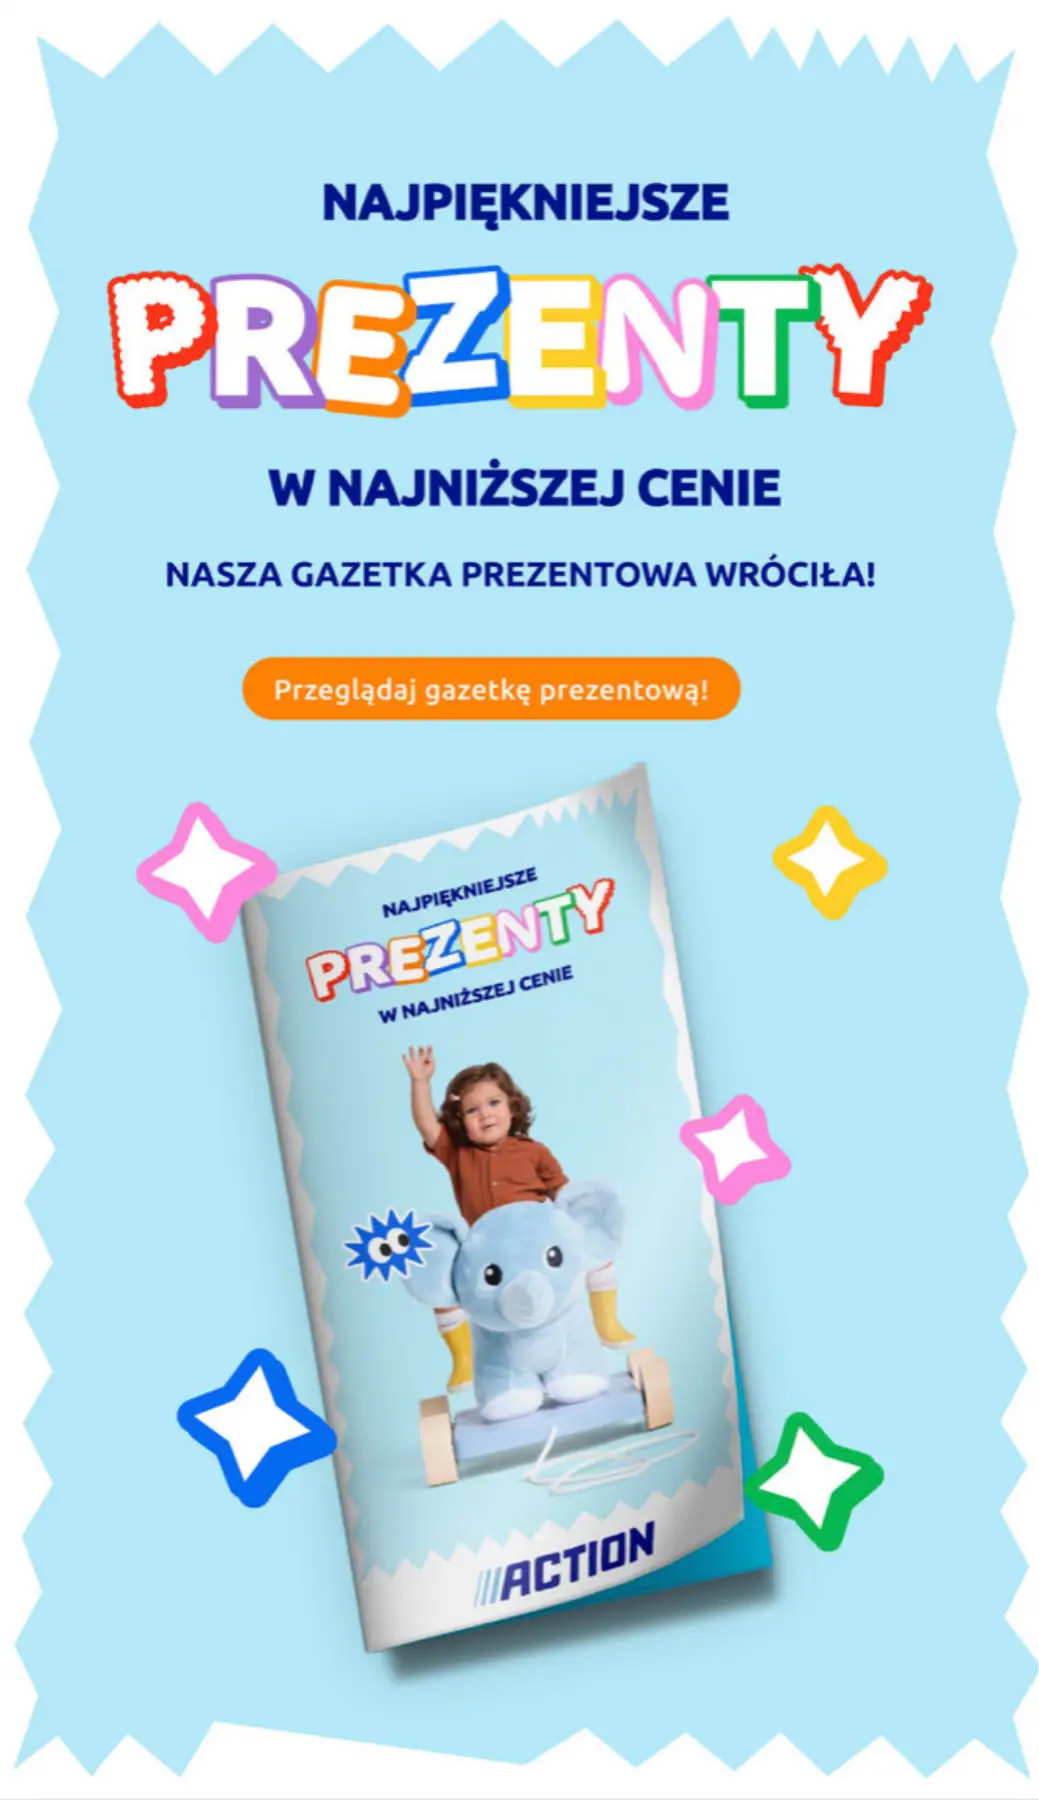 NAJPIĘKNIEJSZE
PREZENTY
W NAJNIŻSZEJ CENIE
NASZA GAZETKA PREZENTOWA WRÓCIŁA!
Przeglądaj gazetkę prezentową!
NAJPIĘKNIEJSZE
PREZENTY
W NAJNIŻSZEJ CENIE
ACTION